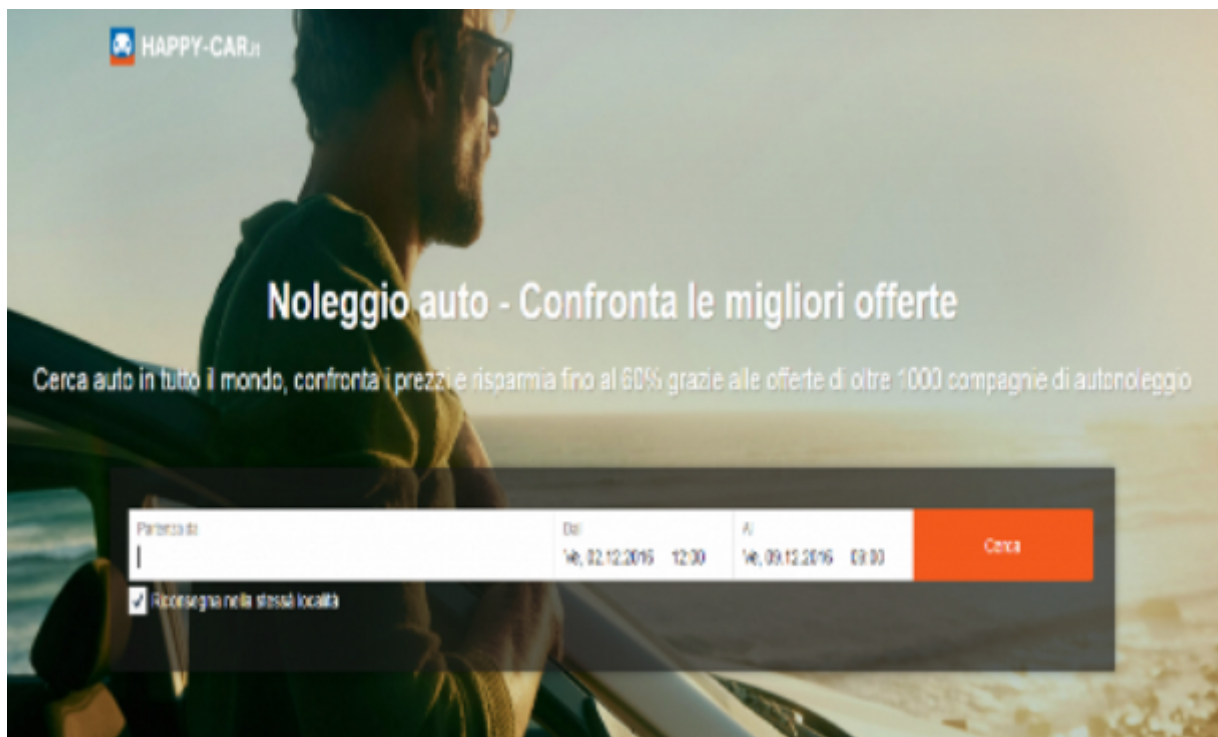 HAPPY-CAR.it
Noleggio auto - Confronta le migliori offerte
Cerca auto in tutto il mondo, confronta i prezzi e risparmia fino al 60% grazie alle offerte di oltre 1000 compagnie di autonoleggio
Partenza da
Dal
Al
Ve, 02.12.2016 12:00
Ve, 09.12.2016 09:00
Cerca
Riconsegna nella stessa località